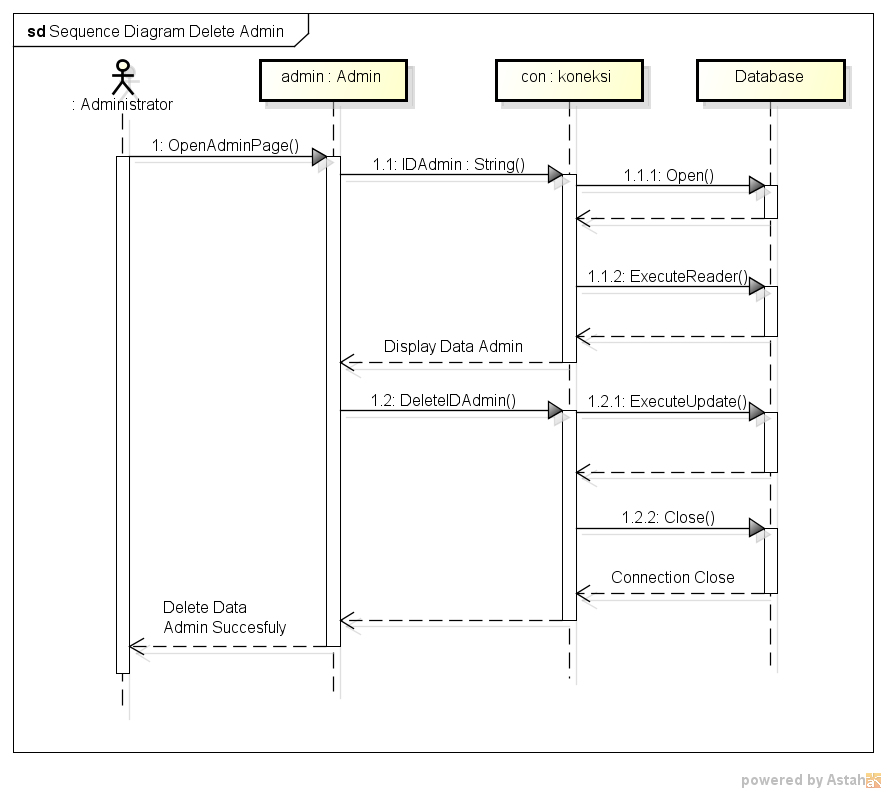 sd Sequence Diagram Delete Admin
: Administrator
admin : Admin
con : koneksi
Database
1: OpenAdminPage()
1.1: IDAdmin : String()
1.1.1: Open()
1.1.2: ExecuteReader()
Display Data Admin
1.2: DeleteIDAdmin()
1.2.1: ExecuteUpdate()
1.2.2: Close()
Connection Close
Delete Data
Admin Succesfuly
powered by Astah